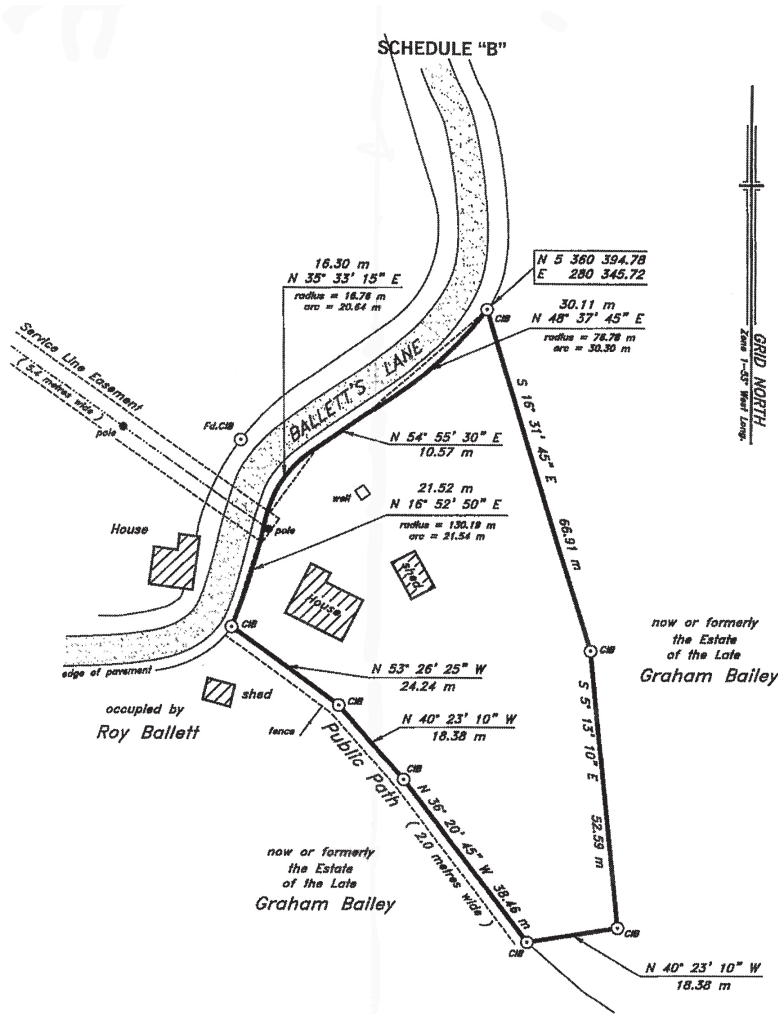 SCHEDULE "B"
N 5 360 394.78
E 280 345.72
16.30 m
N 35° 33' 15" E
radius = 16.76 m
arc = 20.64 m
CIB
30.11 m
N 48° 37' 45" E
radius = 78.78 m
arc = 30.30 m
GRID NORTH
Zone 1-53° West Long.
Service Line Easement
( 5.4 metres wide )
pole
BALLETT'S LANE
S 16° 31' 45" E
66.91 m
Fd.CIB
N 54° 55' 30" E
10.57 m
well
21.52 m
N 16° 52' 50" E
radius = 130.19 m
arc = 21.54 m
pole
House
shed
House
CIB
now or formerly
the Estate
of the Late
Graham Bailey
edge of pavement
N 53° 26' 25" W
24.24 m
shed
occupied by
Roy Ballett
CIB
N 40° 23' 10" W
18.38 m
fence
Public Path
( 2.0 metres wide )
CIB
N 36° 20' 45" W 38.46 m
S 5° 13' 10" E
52.59 m
now or formerly
the Estate
of the Late
Graham Bailey
CIB
CIB
N 40° 23' 10" W
18.38 m